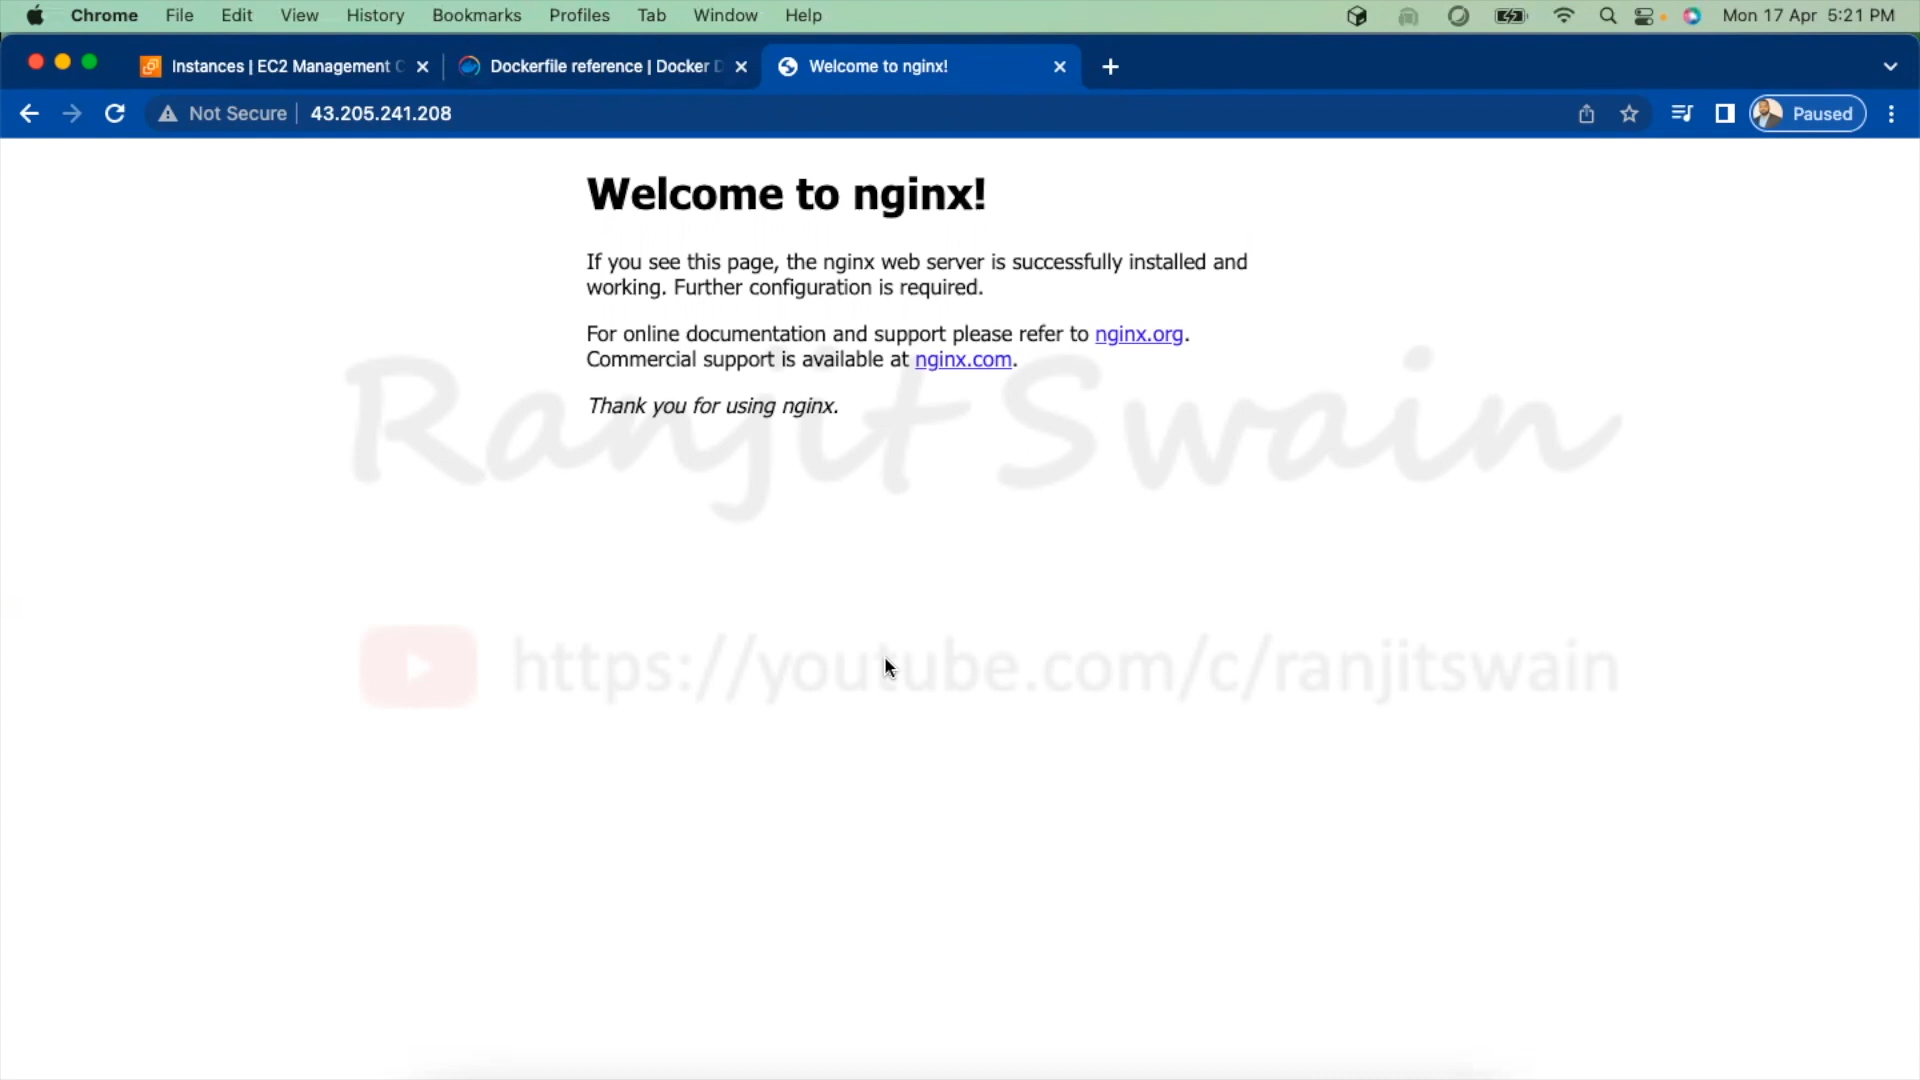 Chrome File Edit View History Bookmarks Profiles Tab Window Help Mon 17 Apr 5:21 PM
Instances | EC2 Management C Dockerfile reference | Docker D Welcome to nginx!
Not Secure 43.205.241.208 Paused
Welcome to nginx!
If you see this page, the nginx web server is successfully installed and
working. Further configuration is required.
For online documentation and support please refer to nginx.org.
Commercial support is available at nginx.com.
Thank you for using nginx.
Ranjit Swain
https://youtube.com/c/ranjitswain